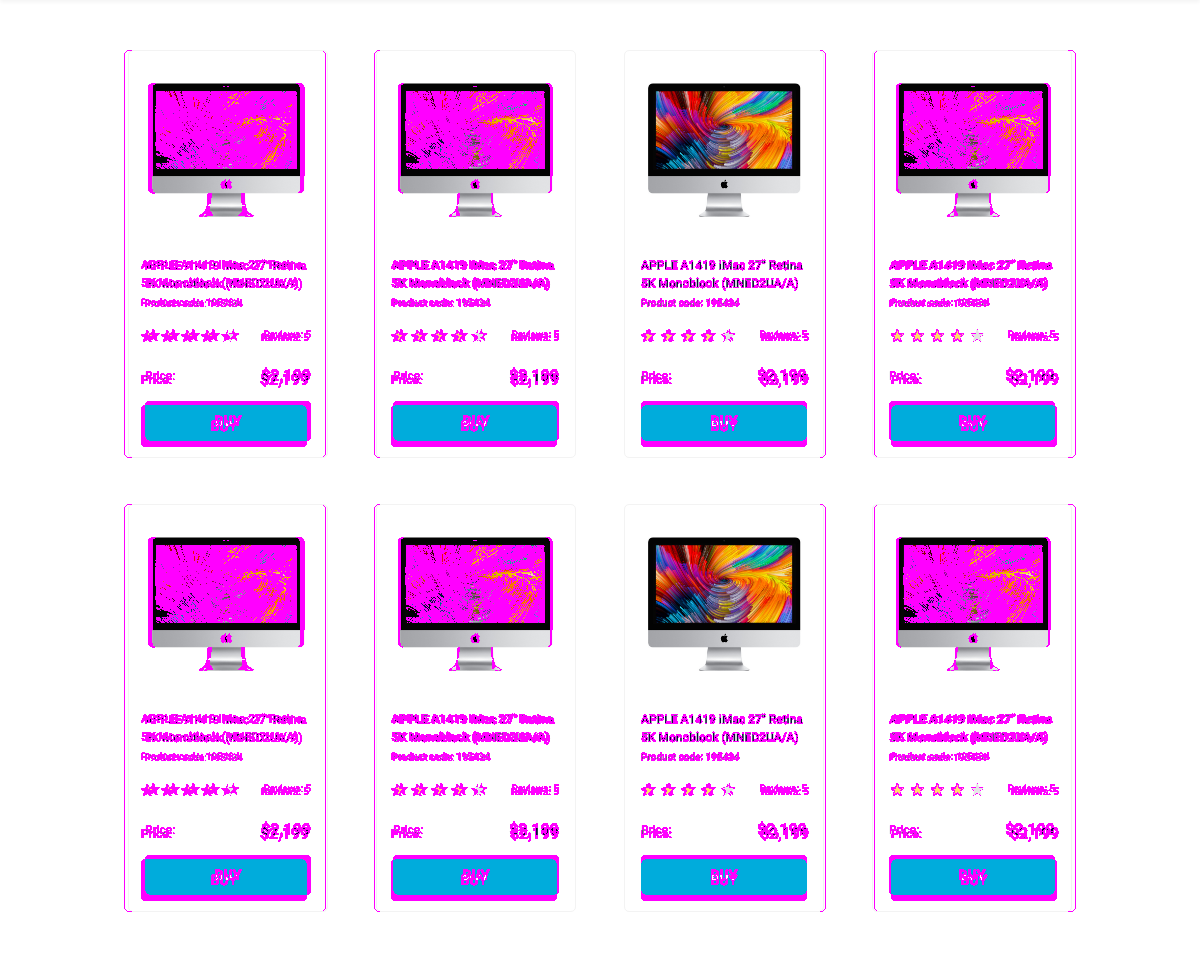 APPLE A1419 iMac 27" Retina
5K Monoblock (MNED2UA/A)
Product code: 195434
Reviews: 5
Price: $2,199
BUY
APPLE A1419 iMac 27" Retina
5K Monoblock (MNED2UA/A)
Product code: 195434
Reviews: 5
Price: $2,199
BUY
APPLE A1419 iMac 27" Retina
5K Monoblock (MNED2UA/A)
Product code: 195434
Reviews: 5
Price: $2,199
BUY
APPLE A1419 iMac 27" Retina
5K Monoblock (MNED2UA/A)
Product code: 195434
Reviews: 5
Price: $2,199
BUY
APPLE A1419 iMac 27" Retina
5K Monoblock (MNED2UA/A)
Product code: 195434
Reviews: 5
Price: $2,199
BUY
APPLE A1419 iMac 27" Retina
5K Monoblock (MNED2UA/A)
Product code: 195434
Reviews: 5
Price: $2,199
BUY
APPLE A1419 iMac 27" Retina
5K Monoblock (MNED2UA/A)
Product code: 195434
Reviews: 5
Price: $2,199
BUY
APPLE A1419 iMac 27" Retina
5K Monoblock (MNED2UA/A)
Product code: 195434
Reviews: 5
Price: $2,199
BUY